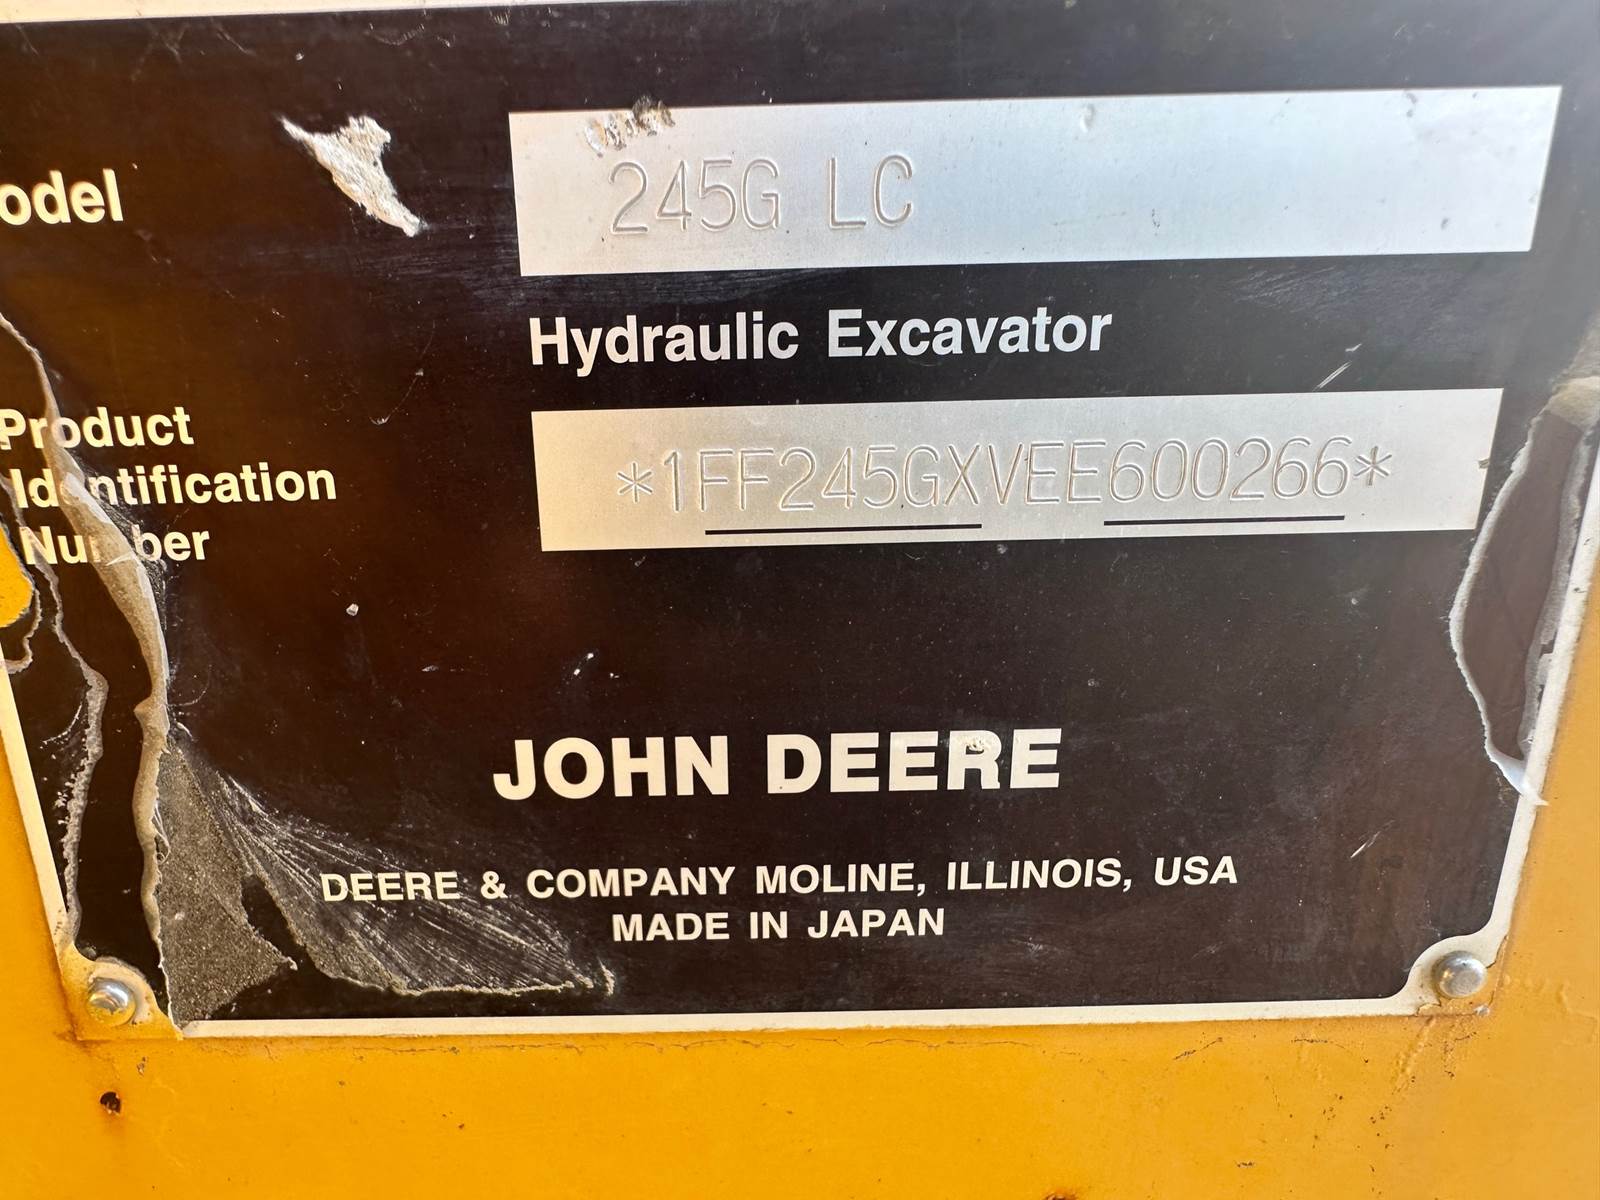 odel
245G LC
Hydraulic Excavator
Product
Identification
Number
*1FF245GXVEE600266*
JOHN DEERE
DEERE & COMPANY MOLINE, ILLINOIS, USA
MADE IN JAPAN